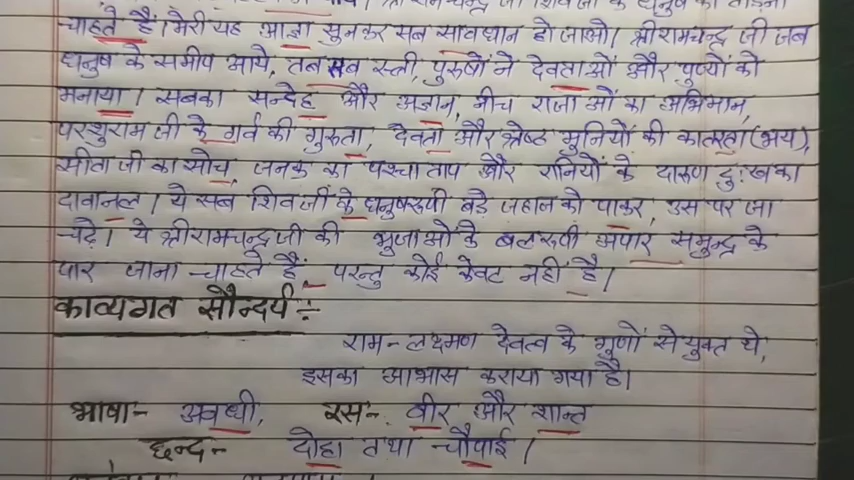 श्री रामचन्द्र जी शिव जी के धनुष को तोड़ना
चाहते हैं। मेरी यह आज्ञा सुनकर सब सावधान हो जाओ। श्रीरामचन्द्र जी जब
धनुष के समीप आये, तब सब स्त्री, पुरुषों ने देवताओं और पुण्यों को
मनाया। सबका सन्देह और अज्ञान, नीच राजाओं का अभिमान,
परशुराम जी के गर्व की गुरुता, देवता और श्रेष्ठ मुनियों की कातरता (भय),
सीता जी का सोच, जनक का पश्चाताप और रानियों के दारुण दुःख का
दावानल। ये सब शिव जी के धनुषरुपी बड़े जहाज को पाकर, उस पर जा
चढ़े। ये श्रीरामचन्द्र जी की भुजाओं के बलरुपी अपार समुन्द्र के
पार जाना चाहते हैं, परन्तु कोई केवट नहीं है।
काव्यगत सौन्दर्य :-
राम-लक्ष्मण देवत्व के गुणों से युक्त थे,
इसका आभास कराया गया है।
भाषा- अवधी, रस- वीर और शान्त
छन्द- दोहा तथा चौपाई।